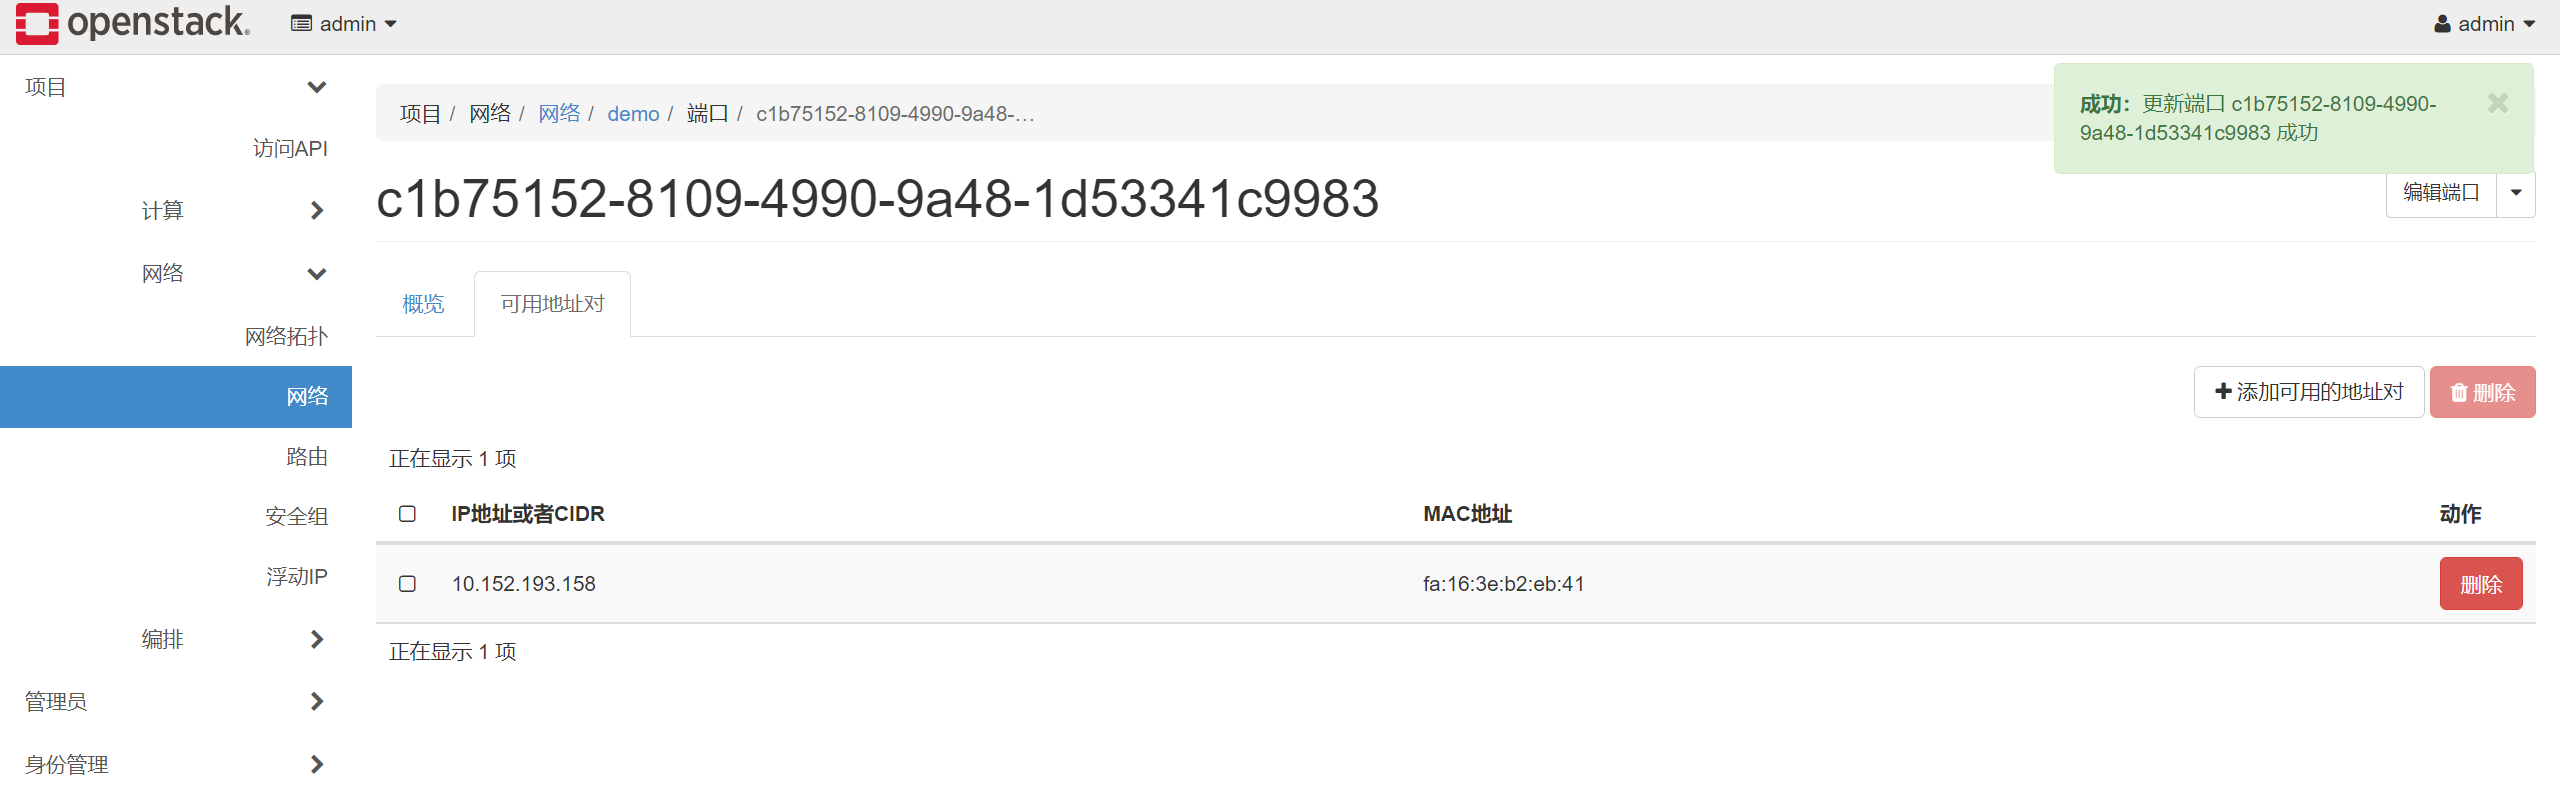 openstack.
admin
admin
项目
访问API
计算
网络
网络拓扑
网络
路由
安全组
浮动IP
编排
管理员
身份管理
项目 / 网络 / 网络 / demo / 端口 / c1b75152-8109-4990-9a48-...
成功：更新端口 c1b75152-8109-4990-
9a48-1d53341c9983 成功
c1b75152-8109-4990-9a48-1d53341c9983
编辑端口
概览
可用地址对
添加可用的地址对
删除
正在显示 1 项
IP地址或者CIDR MAC地址 动作
10.152.193.158 fa:16:3e:b2:eb:41 删除
正在显示 1 项